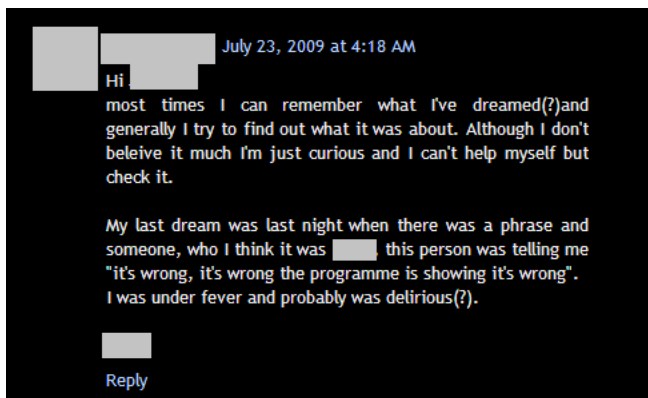 July 23, 2009 at 4:18 AM
Hi
most times I can remember what I've dreamed(?)and
generally I try to find out what it was about. Although I don't
beleive it much I'm just curious and I can't help myself but
check it.
My last dream was last night when there was a phrase and
someone, who I think it was , this person was telling me
"it's wrong, it's wrong the programme is showing it's wrong".
I was under fever and probably was delirious(?).
Reply